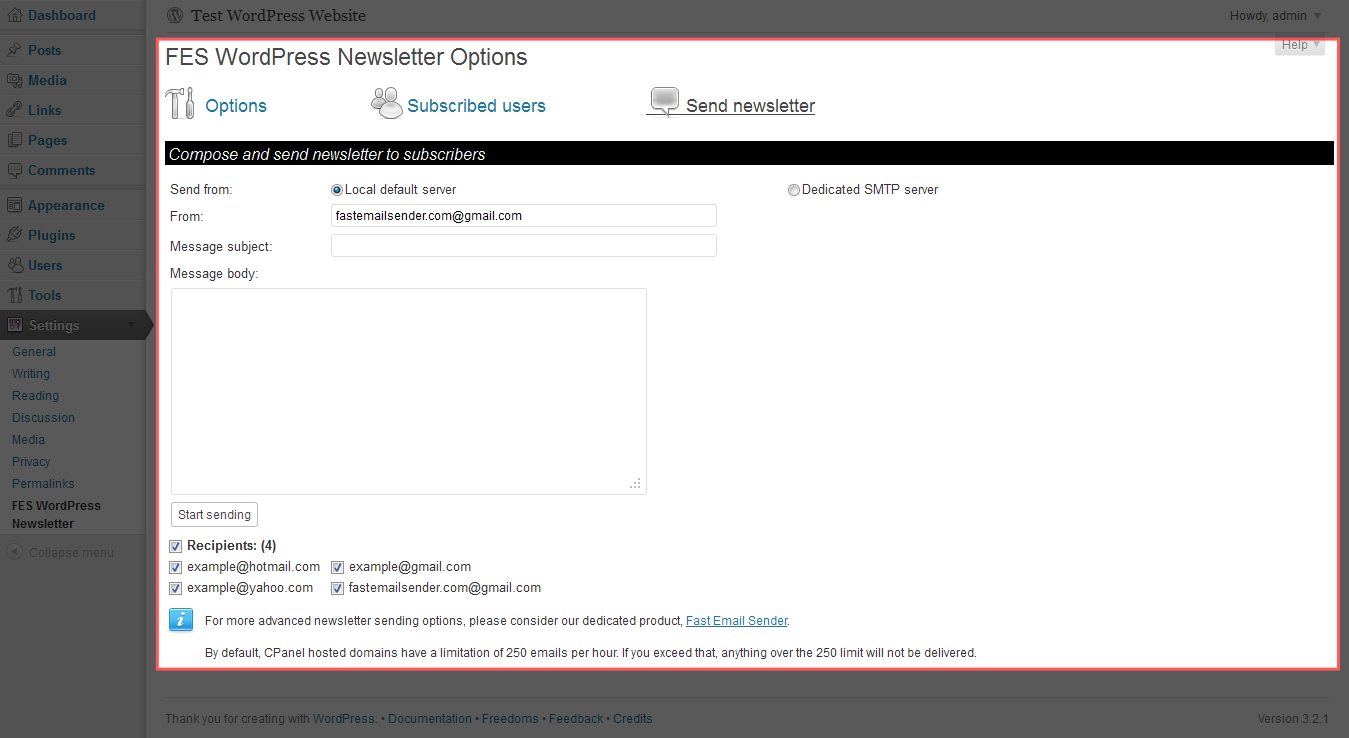 Dashboard
Posts
Media
Links
Pages
Comments
Appearance
Plugins
Users
Tools
Settings
General
Writing
Reading
Discussion
Media
Privacy
Permalinks
FES WordPress
Newsletter
Collapse menu
Test WordPress Website
Howdy, admin
Help
FES WordPress Newsletter Options
Options Subscribed users Send newsletter
Compose and send newsletter to subscribers
Send from: Local default server Dedicated SMTP server
From: fastemailsender.com@gmail.com
Message subject:
Message body:
Start sending
Recipients: (4)
example@hotmail.com example@gmail.com
example@yahoo.com fastemailsender.com@gmail.com
For more advanced newsletter sending options, please consider our dedicated product, Fast Email Sender.
By default, CPanel hosted domains have a limitation of 250 emails per hour. If you exceed that, anything over the 250 limit will not be delivered.
Thank you for creating with WordPress. • Documentation • Freedoms • Feedback • Credits
Version 3.2.1